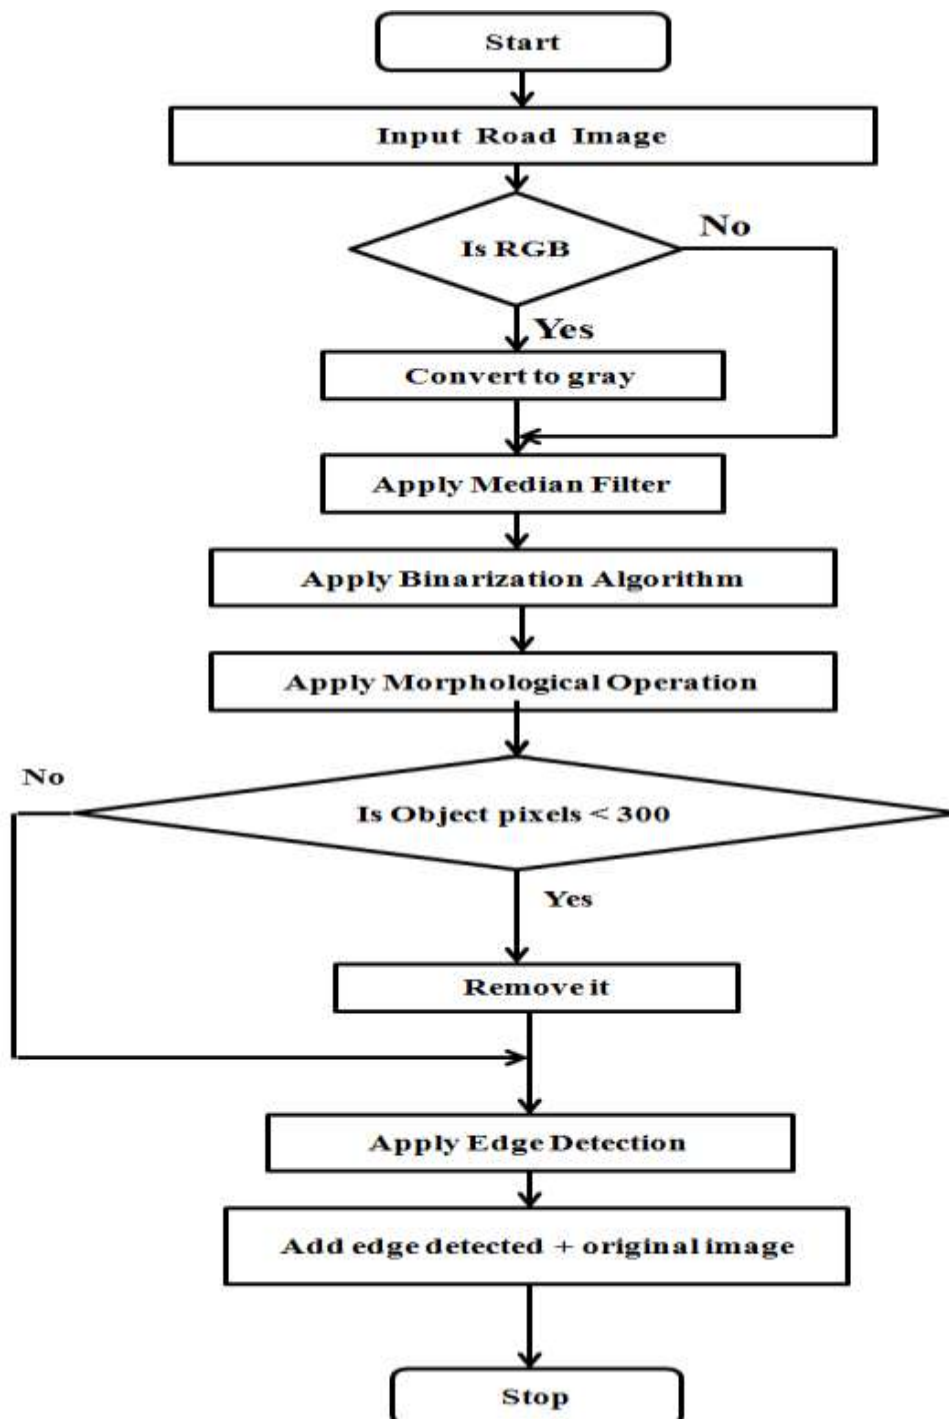 Start
Input Road Image
Is RGB
No
Yes
Convert to gray
Apply Median Filter
Apply Binarization Algorithm
Apply Morphological Operation
No
Is Object pixels < 300
Yes
Remove it
Apply Edge Detection
Add edge detected + original image
Stop